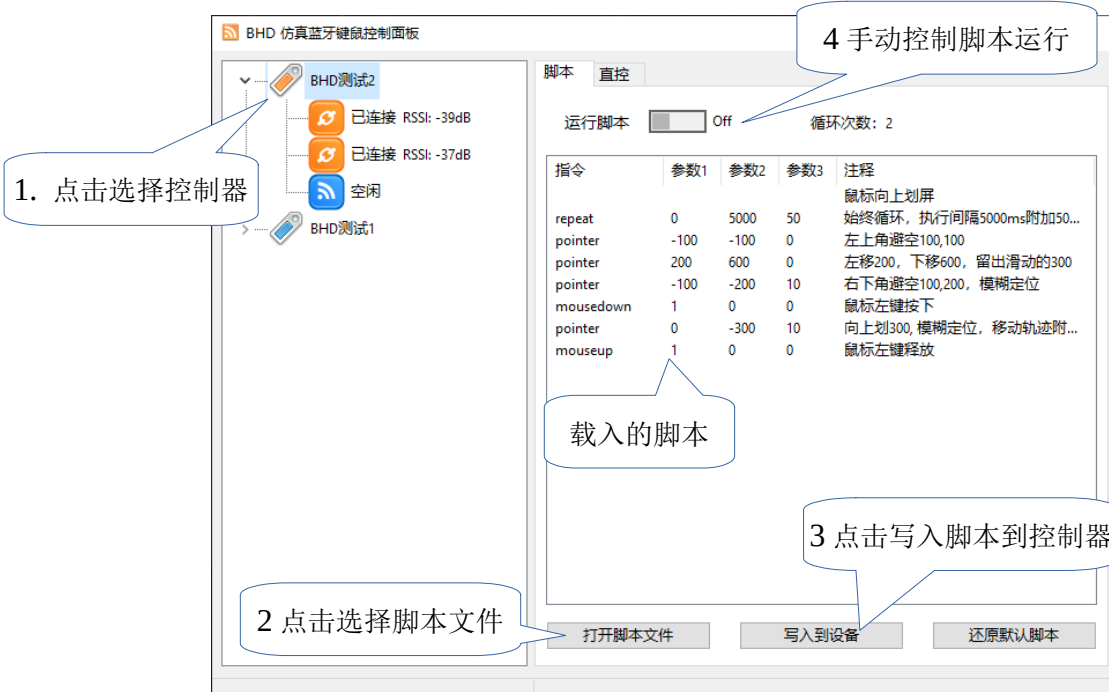 BHD 仿真蓝牙键鼠控制面板
4 手动控制脚本运行
BHD测试2
已连接 RSSI: -39dB
已连接 RSSI: -37dB
空闲
BHD测试1
1. 点击选择控制器
脚本 直控
运行脚本 Off 循环次数: 2
指令 参数1 参数2 参数3 注释
鼠标向上划屏
repeat 0 5000 50 始终循环，执行间隔5000ms附加50...
pointer -100 -100 0 左上角避空100,100
pointer 200 600 0 左移200，下移600，留出滑动的300
pointer -100 -200 10 右下角避空100,200，模糊定位
mousedown 1 0 0 鼠标左键按下
pointer 0 -300 10 向上划300, 模糊定位，移动轨迹附...
mouseup 1 0 0 鼠标左键释放
载入的脚本
3 点击写入脚本到控制器
2 点击选择脚本文件
打开脚本文件 写入到设备 还原默认脚本